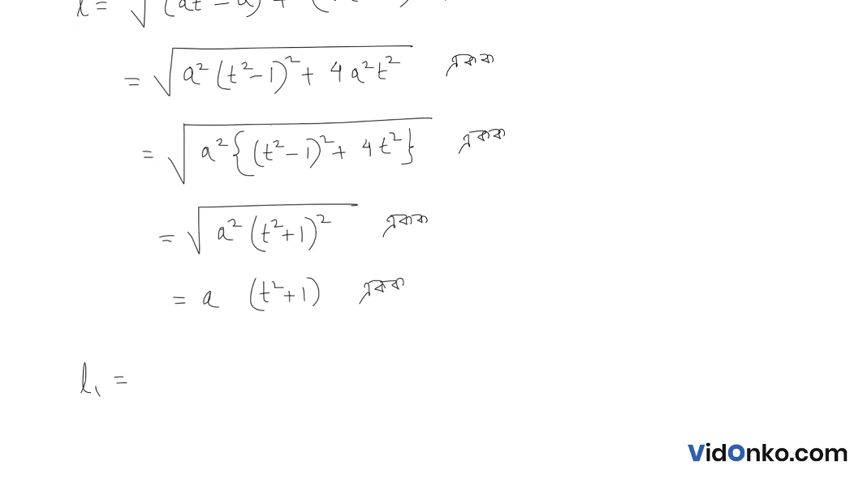 = √(a² (t²−1)² + 4a²t²) একক
= √(a² {(t²−1)² + 4t²}) একক
= √(a² (t²+1)²) একক
= a (t²+1) একক
l₁ =
VidOnko.com